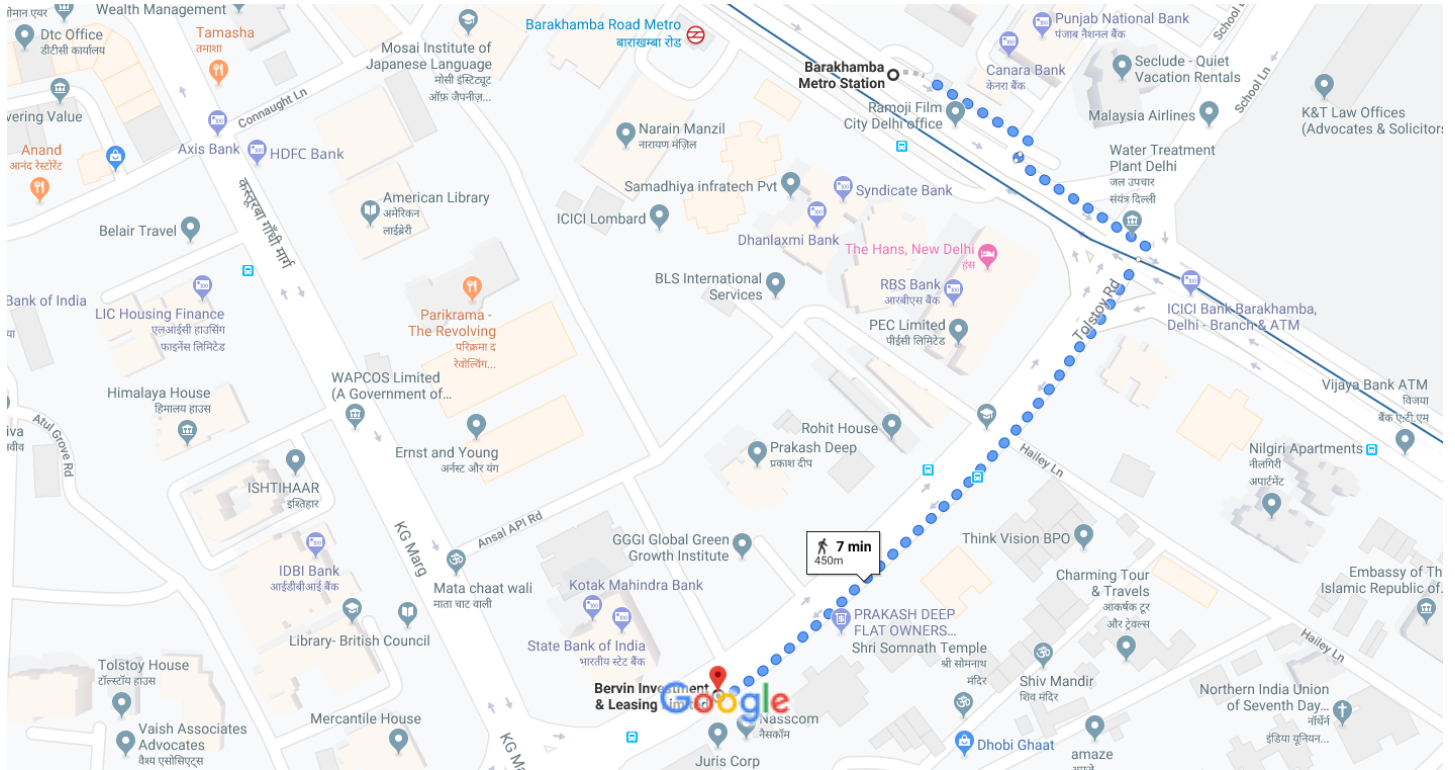 ोमान एयर
Wealth Management
Dtc Office
डीटीसी कार्यालय
Tamasha
तमाशा
Mosai Institute of
Japanese Language
मोसी इंस्टिट्यूट
ऑफ़ जैपनीज़...
Barakhamba Road Metro
बाराखम्बा रोड
Barakhamba
Metro Station
Punjab National Bank
पंजाब नैशनल बैंक
Canara Bank
केनरा बैंक
Seclude - Quiet
Vacation Rentals
School Ln
School Ln
K&T Law Offices
(Advocates & Solicitors
Ramoji Film
City Delhi office
Malaysia Airlines
vering Value
Connaught Ln
Axis Bank
HDFC Bank
Anand
आनंद रेस्टोरेंट
Narain Manzil
नारायण मंज़िल
Water Treatment
Plant Delhi
जल उपचार
संयंत्र दिल्ली
Samadhiya infratech Pvt
Syndicate Bank
American Library
अमेरिकन
लाईब्रेरी
ICICI Lombard
Dhanlaxmi Bank
Belair Travel
कस्तूरबा गाँधी मार्ग
The Hans, New Delhi
हंस
BLS International
Services
RBS Bank
आरबीएस बैंक
Tolstoy Rd
ICICI Bank Barakhamba,
Delhi - Branch & ATM
Bank of India
या
LIC Housing Finance
एलआईसी हाउसिंग
फाइनेंस लिमिटेड
Parikrama -
The Revolving
परिक्रमा द
रेवोल्विंग...
PEC Limited
पीईसी लिमिटेड
WAPCOS Limited
(A Government of...
Himalaya House
हिमालय हाउस
Vijaya Bank ATM
विजया
बैंक ए.टी.एम
Atul Grove Rd
iva
Rohit House
Prakash Deep
प्रकाश दीप
Ernst and Young
अर्नस्ट और यंग
Hailey Ln
Nilgiri Apartments
नीलगिरी
अपार्टमेंट
ISHTIHAAR
इश्तिहार
KG Marg
Ansal API Rd
GGGI Global Green
Growth Institute
7 min
450m
Think Vision BPO
IDBI Bank
आईडीबीआई बैंक
Mata chaat wali
माता चाट वाली
Kotak Mahindra Bank
Charming Tour
& Travels
आकर्षक टूर
और ट्रेवल्स
Embassy of Th
Islamic Republic of...
Library- British Council
State Bank of India
भारतीय स्टेट बैंक
PRAKASH DEEP
FLAT OWNERS...
Shri Somnath Temple
श्री सोमनाथ
मंदिर
Hailey Ln
Tolstoy House
टॉल्स्टॉय हाउस
Bervin Investment
& Leasing Limited
Google
Shiv Mandir
शिव मंदिर
Northern India Union
of Seventh Day...
नॉर्थर्न
इंडिया यूनियन...
Vaish Associates
Advocates
वैश्य एसोसिएट्स
Mercantile House
KG Ma
Nasscom
नैसकॉम
Juris Corp
Dhobi Ghaat
amaze